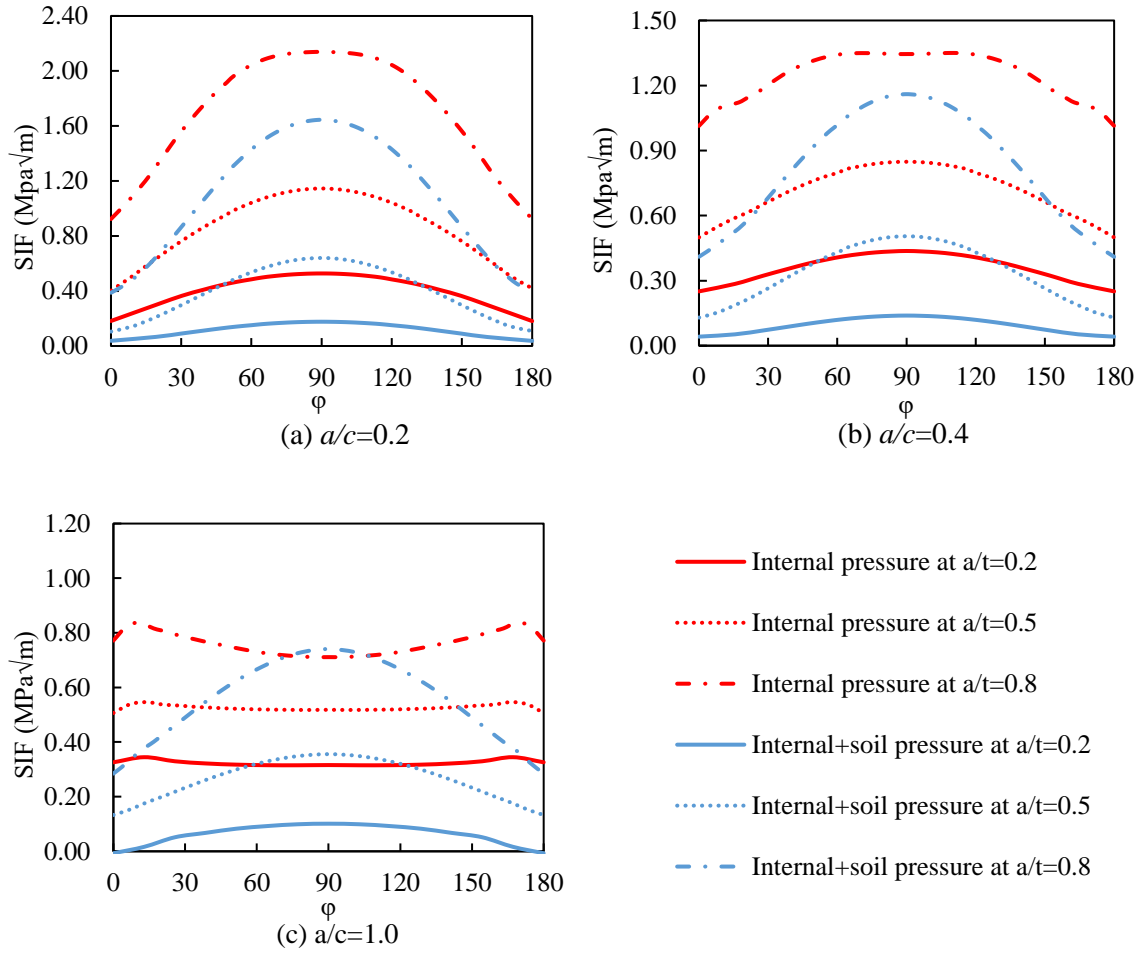 2.40
2.00
1.60
1.20
0.80
0.40
0.00
SIF (Mpa√m)
0 30 60 90 120 150 180
φ
(a) a/c=0.2
1.50
1.20
0.90
0.60
0.30
0.00
SIF (Mpa√m)
0 30 60 90 120 150 180
φ
(b) a/c=0.4
1.20
1.00
0.80
0.60
0.40
0.20
0.00
SIF (MPa√m)
0 30 60 90 120 150 180
φ
(c) a/c=1.0
Internal pressure at a/t=0.2
Internal pressure at a/t=0.5
Internal pressure at a/t=0.8
Internal+soil pressure at a/t=0.2
Internal+soil pressure at a/t=0.5
Internal+soil pressure at a/t=0.8